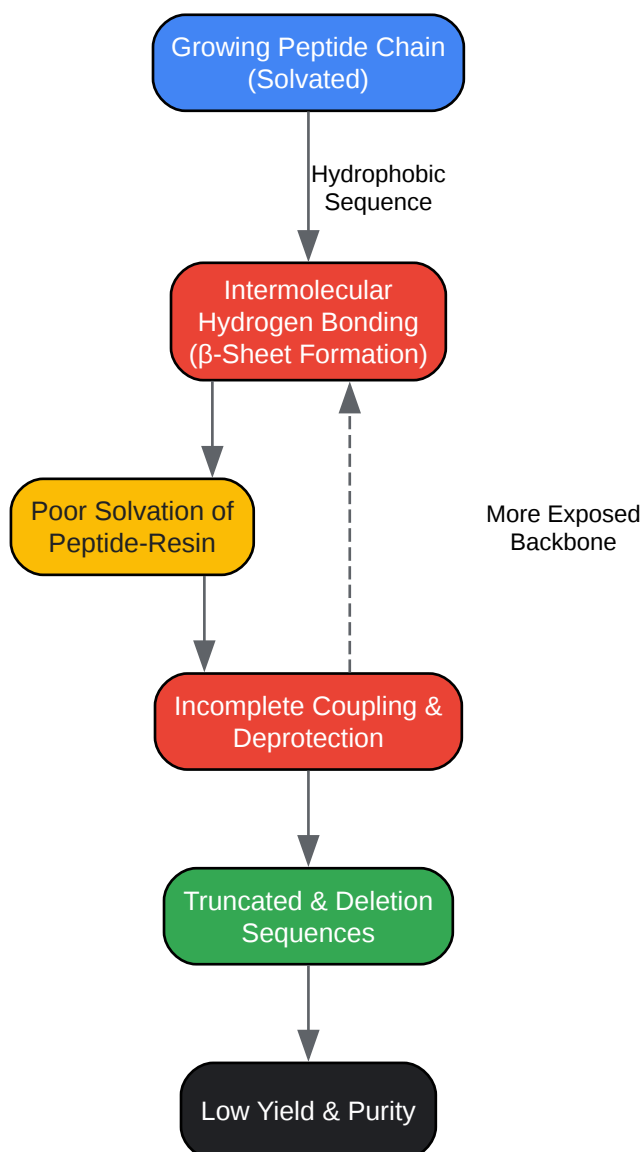 Growing Peptide Chain
(Solvated)
Hydrophobic
Sequence
Intermolecular
Hydrogen Bonding
(β-Sheet Formation)
Poor Solvation of
Peptide-Resin
More Exposed
Backbone
Incomplete Coupling &
Deprotection
Truncated & Deletion
Sequences
Low Yield & Purity